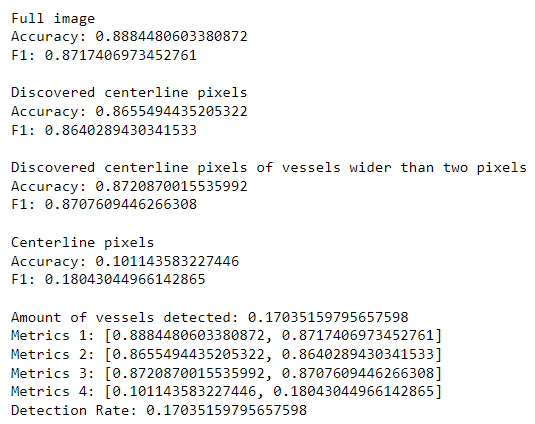 Full image
Accuracy: 0.8884480603380872
F1: 0.8717406973452761
Discovered centerline pixels
Accuracy: 0.8655494435205322
F1: 0.8640289430341533
Discovered centerline pixels of vessels wider than two pixels
Accuracy: 0.8720870015535992
F1: 0.8707609446266308
Centerline pixels
Accuracy: 0.101143583227446
F1: 0.18043044966142865
Amount of vessels detected: 0.17035159795657598
Metrics 1: [0.8884480603380872, 0.8717406973452761]
Metrics 2: [0.8655494435205322, 0.8640289430341533]
Metrics 3: [0.8720870015535992, 0.8707609446266308]
Metrics 4: [0.101143583227446, 0.18043044966142865]
Detection Rate: 0.17035159795657598